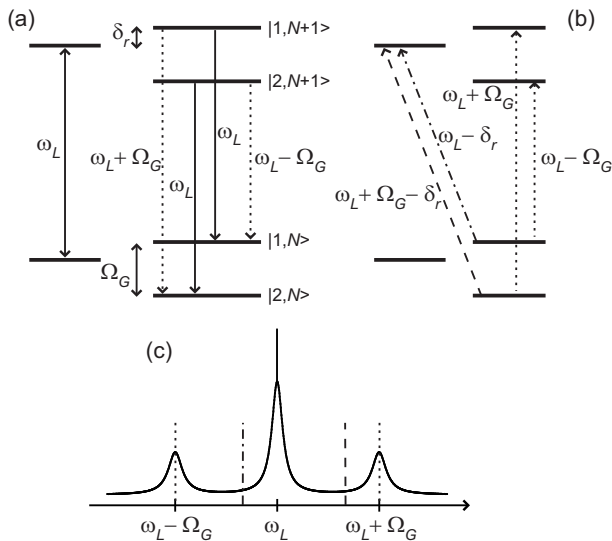 (a)
δr
|1,N+1>
|2,N+1>
ωL
ωL+ ΩG
ωL
ωL
ωL− ΩG
ΩG
|1,N>
|2,N>
(b)
ωL+ ΩG
ωL− δr
ωL+ ΩG− δr
ωL− ΩG
(c)
ωL− ΩG
ωL
ωL+ ΩG